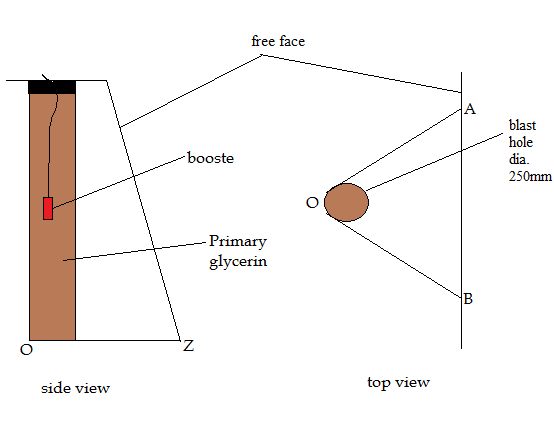 free face
A
blast
hole
dia.
250mm
booste
O
Primary
glycerin
B
O
Z
side view
top view